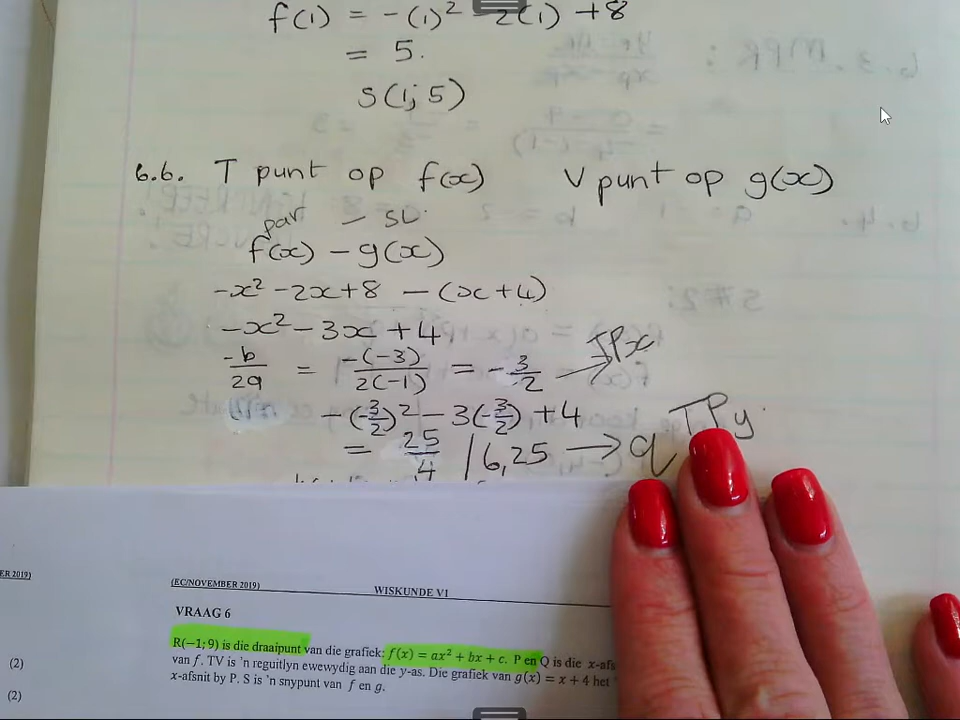 f(1) = -(1)² - 2(1) + 8
= 5.
S(1; 5)
6.6. T punt op f(x) V punt op g(x)
par - SL.
f(x) - g(x)
-x² - 2x + 8 - (x + 4)
-x² - 3x + 4
-b/2a = -(-3)/2(-1) = -3/2 → TPx
-(-3/2)² - 3(-3/2) + 4
= 25/4 / 6,25 → q TPy.
ER 2019)
(EC/NOVEMBER 2019) WISKUNDE V1
VRAAG 6
R(−1; 9) is die draaipunt van die grafiek: f(x) = ax² + bx + c. P en Q is die x-afs
(2) van f. TV is 'n reguitlyn ewewydig aan die y-as. Die grafiek van g(x) = x + 4 het
x-afsnit by P. S is 'n snypunt van f en g.
(2)